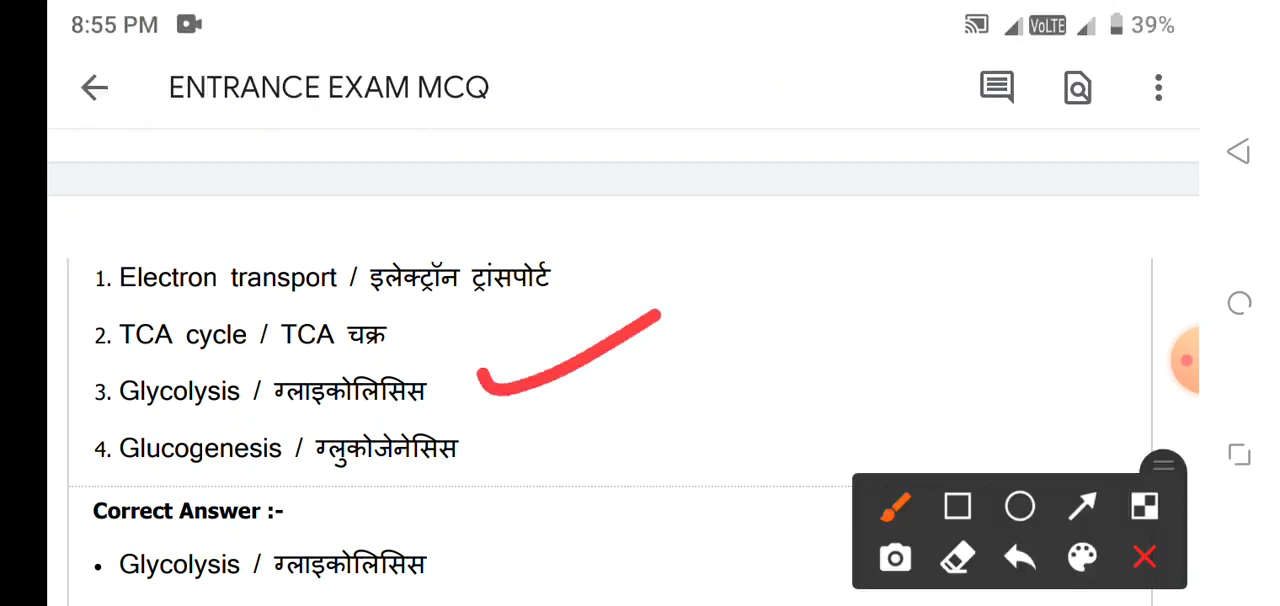 8:55 PM VoLTE 39%
ENTRANCE EXAM MCQ
1. Electron transport / इलेक्ट्रॉन ट्रांसपोर्ट
2. TCA cycle / TCA चक्र
3. Glycolysis / ग्लाइकोलिसिस
4. Glucogenesis / ग्लुकोजेनेसिस
Correct Answer :-
• Glycolysis / ग्लाइकोलिसिस